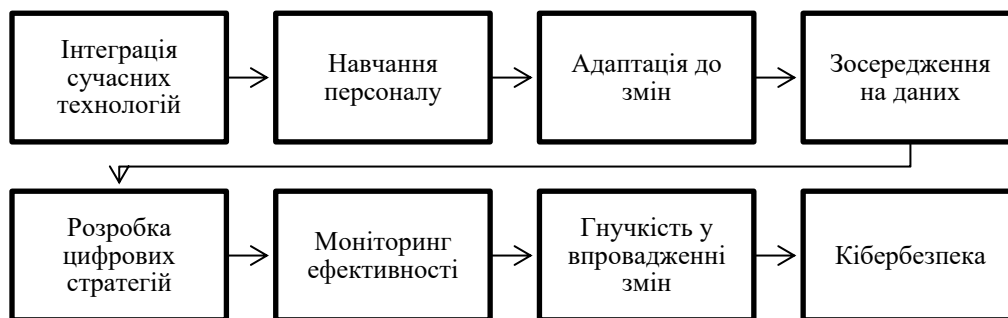 Інтеграція
сучасних
технологій
Навчання
персоналу
Адаптація до
змін
Зосередження
на даних
Розробка
цифрових
стратегій
Моніторинг
ефективності
Гнучкість у
впровадженні
змін
Кібербезпека